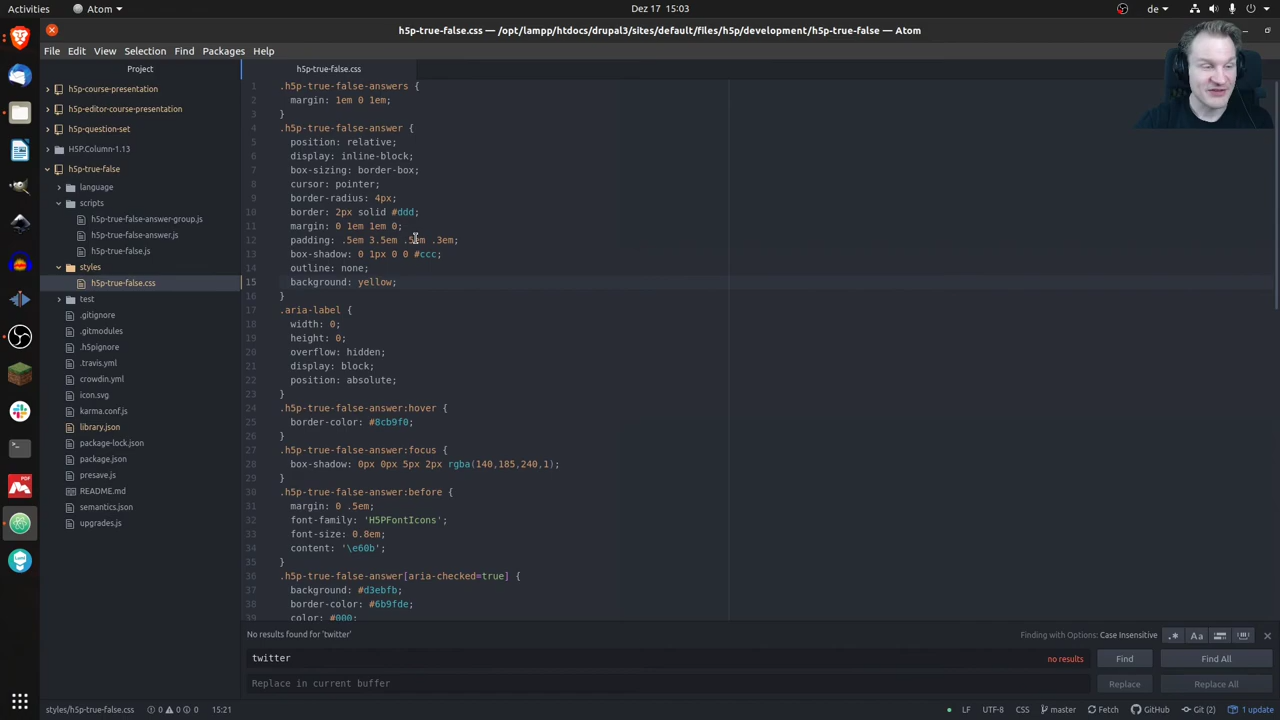 Activities
Atom
Dez 17 15:03
de
h5p-true-false.css — /opt/lampp/htdocs/drupal3/sites/default/files/h5p/development/h5p-true-false — Atom
File Edit View Selection Find Packages Help
Project
h5p-course-presentation
h5p-editor-course-presentation
h5p-question-set
H5P.Column-1.13
h5p-true-false
language
scripts
h5p-true-false-answer-group.js
h5p-true-false-answer.js
h5p-true-false.js
styles
h5p-true-false.css
test
.gitignore
.gitmodules
.h5pignore
.travis.yml
crowdin.yml
icon.svg
karma.conf.js
library.json
package-lock.json
package.json
presave.js
README.md
semantics.json
upgrades.js
h5p-true-false.css
1 .h5p-true-false-answers {
2 margin: 1em 0 1em;
3 }
4 .h5p-true-false-answer {
5 position: relative;
6 display: inline-block;
7 box-sizing: border-box;
8 cursor: pointer;
9 border-radius: 4px;
10 border: 2px solid #ddd;
11 margin: 0 1em 1em 0;
12 padding: .5em 3.5em .5em .3em;
13 box-shadow: 0 1px 0 0 #ccc;
14 outline: none;
15 background: yellow;
16 }
17 .aria-label {
18 width: 0;
19 height: 0;
20 overflow: hidden;
21 display: block;
22 position: absolute;
23 }
24 .h5p-true-false-answer:hover {
25 border-color: #8cb9f0;
26 }
27 .h5p-true-false-answer:focus {
28 box-shadow: 0px 0px 5px 2px rgba(140,185,240,1);
29 }
30 .h5p-true-false-answer:before {
31 margin: 0 .5em;
32 font-family: 'H5PFontIcons';
33 font-size: 0.8em;
34 content: '\e60b';
35 }
36 .h5p-true-false-answer[aria-checked=true] {
37 background: #d3ebfb;
38 border-color: #6b9fde;
39 color: #000;
No results found for 'twitter'
Finding with Options: Case Insensitive
.* Aa
twitter
no results
Find
Find All
Replace in current buffer
Replace
Replace All
styles/h5p-true-false.css 0 0 0 15:21
LF UTF-8 CSS master Fetch GitHub Git (2) 1 update